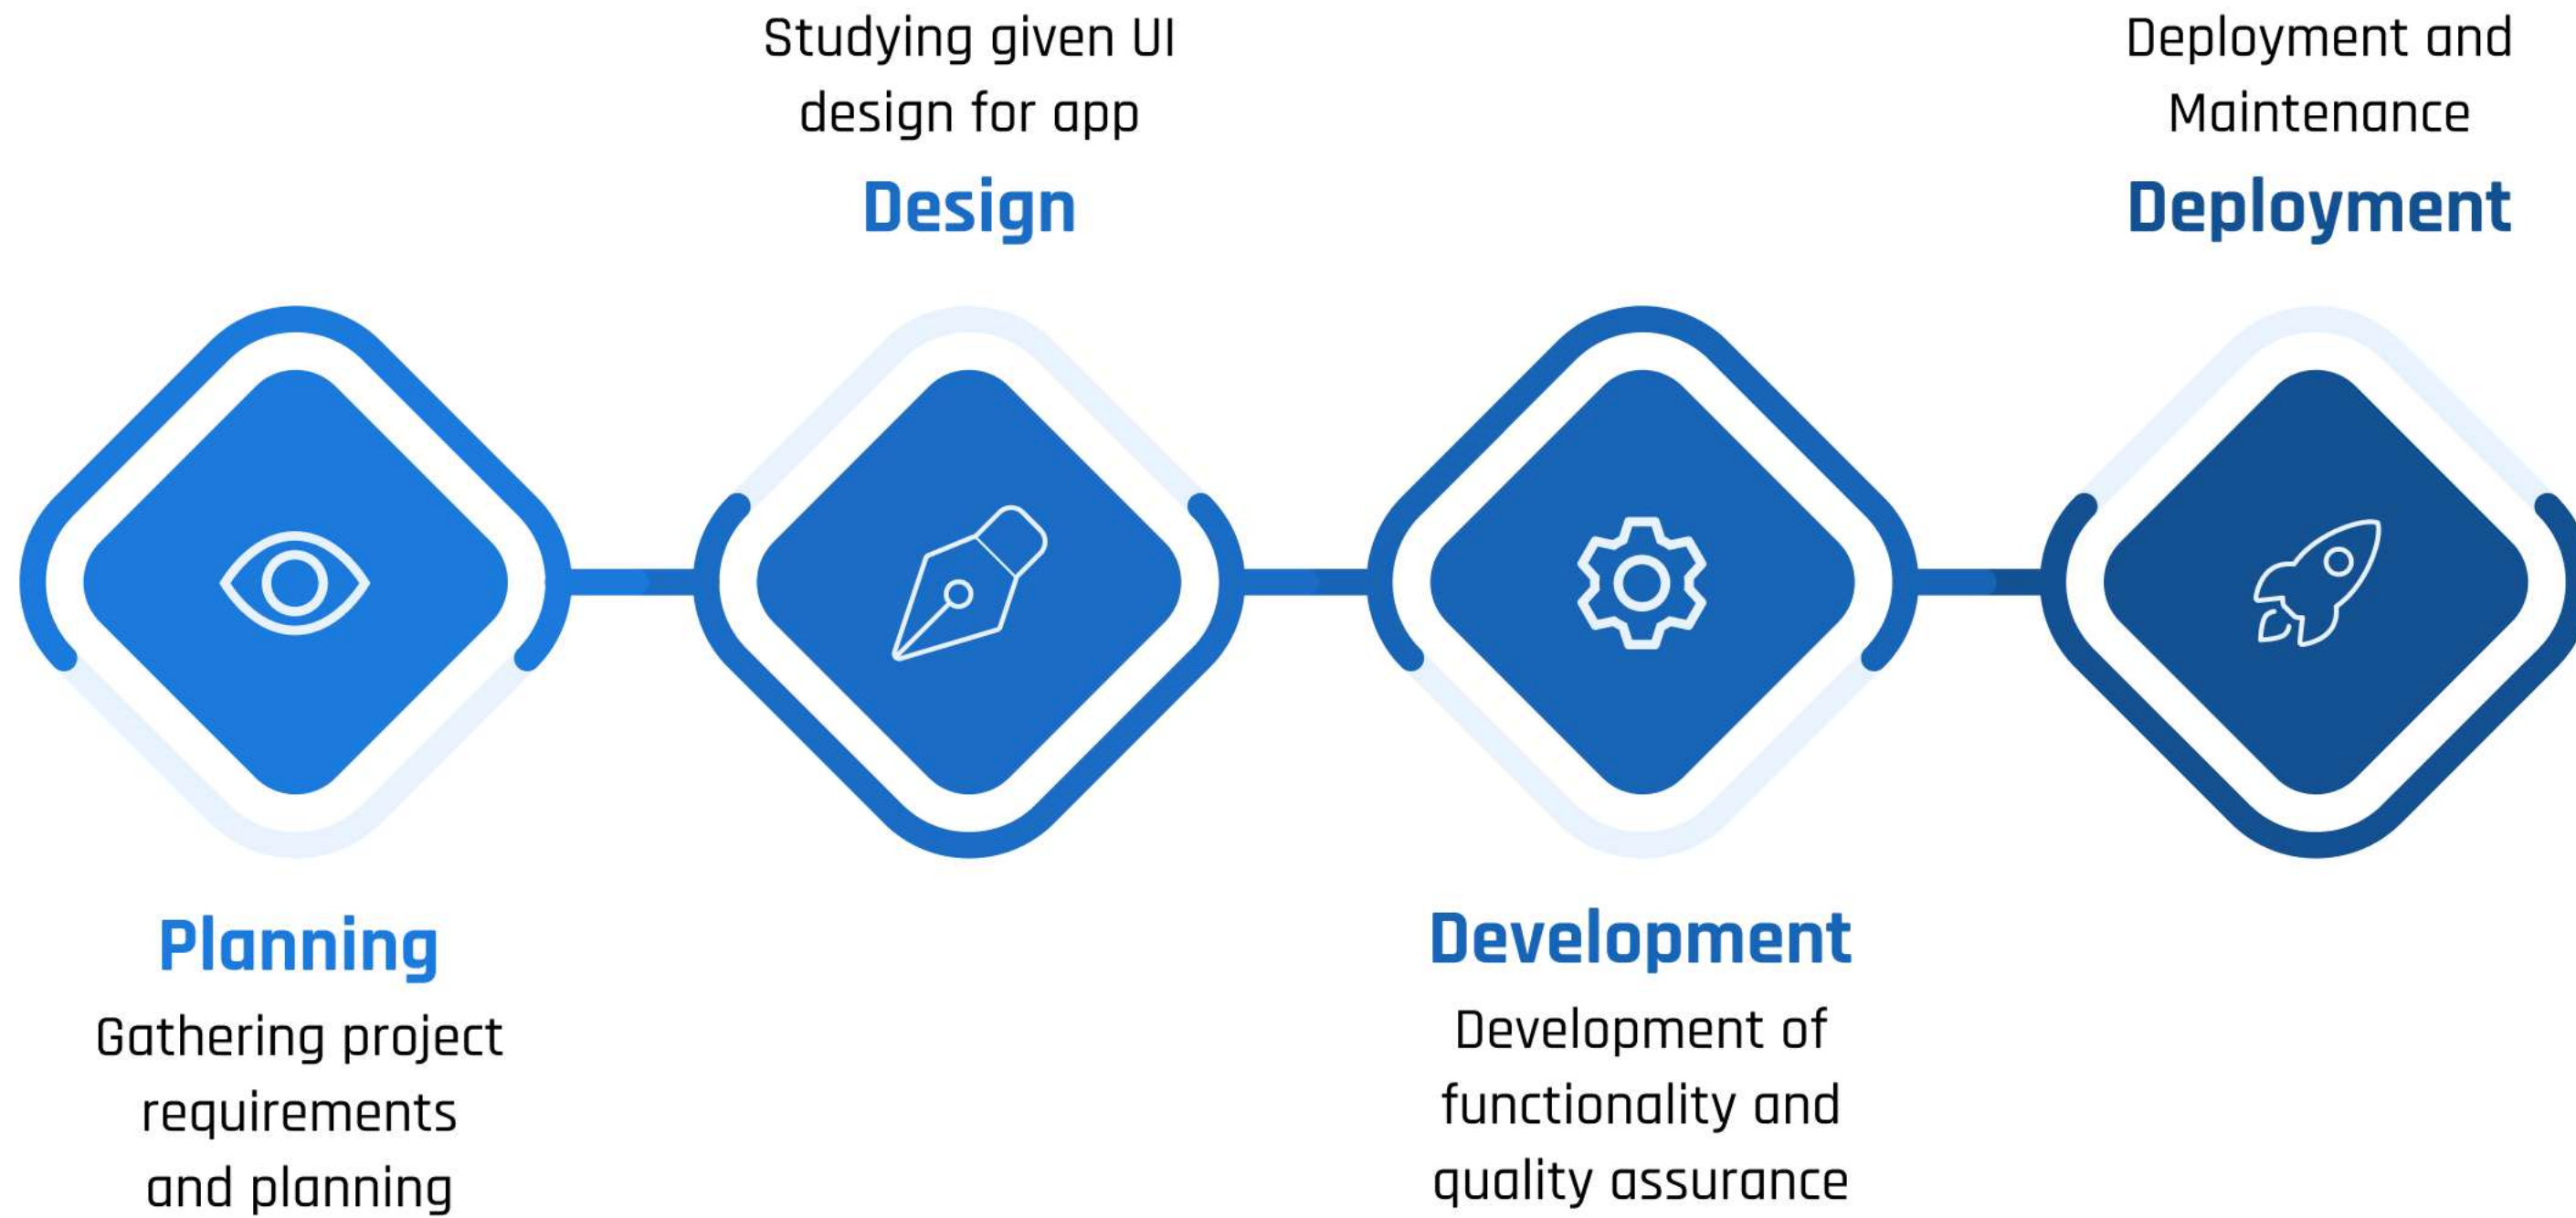 Studying given UI
design for app
Design
Deployment and
Maintenance
Deployment
Planning
Gathering project
requirements
and planning
Development
Development of
functionality and
quality assurance